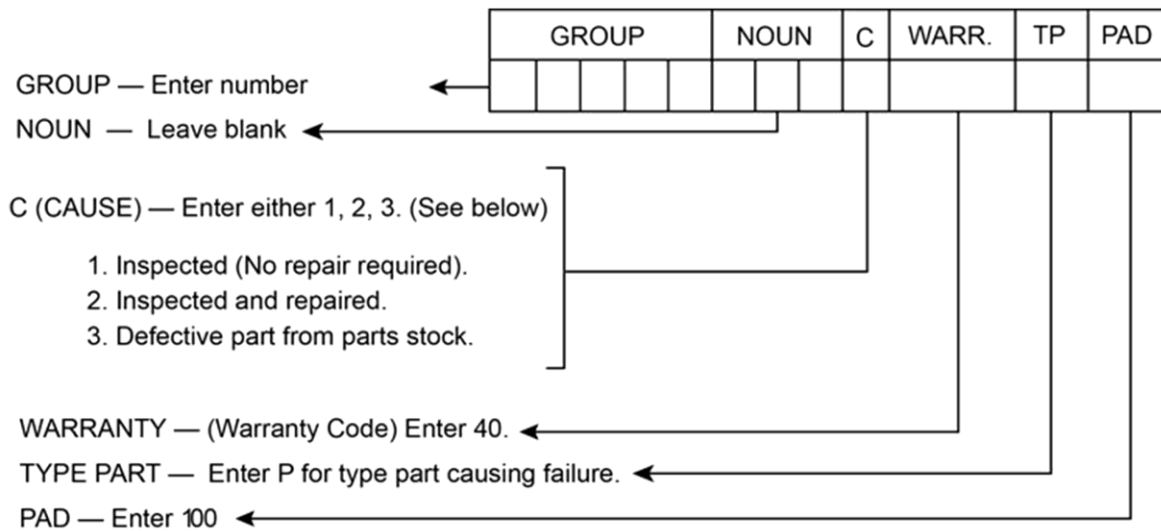 GROUP NOUN C WARR. TP PAD
GROUP — Enter number
NOUN — Leave blank
C (CAUSE) — Enter either 1, 2, 3. (See below)
1. Inspected (No repair required).
2. Inspected and repaired.
3. Defective part from parts stock.
WARRANTY — (Warranty Code) Enter 40.
TYPE PART — Enter P for type part causing failure.
PAD — Enter 100